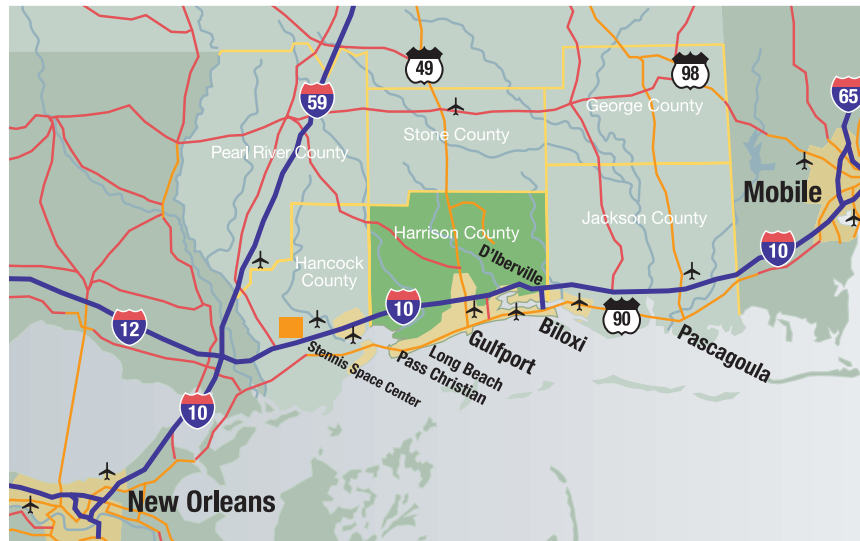 49
98
59
65
George County
Stone County
Pearl River County
Mobile
Harrison County
Jackson County
D'Iberville
10
Hancock
County
10
12
90
Gulfport
Biloxi
Pascagoula
Stennis Space Center
Long Beach
Pass Christian
10
New Orleans